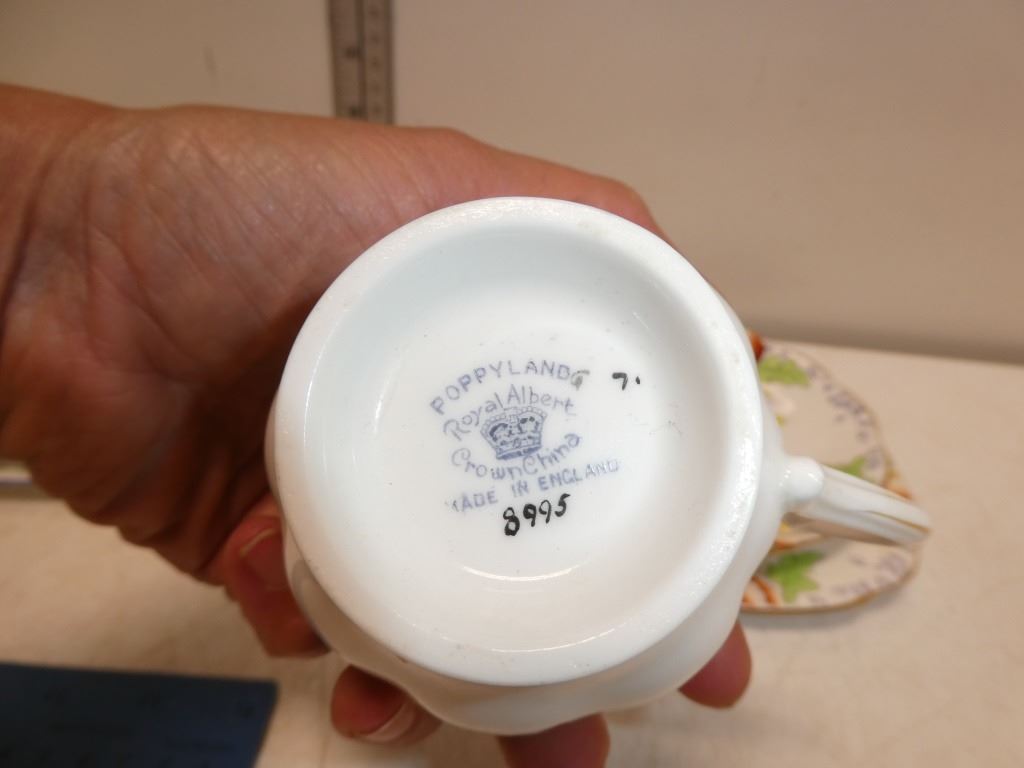 POPPYLAND
7.
Royal Albert
Crown China
MADE IN ENGLAND
8995